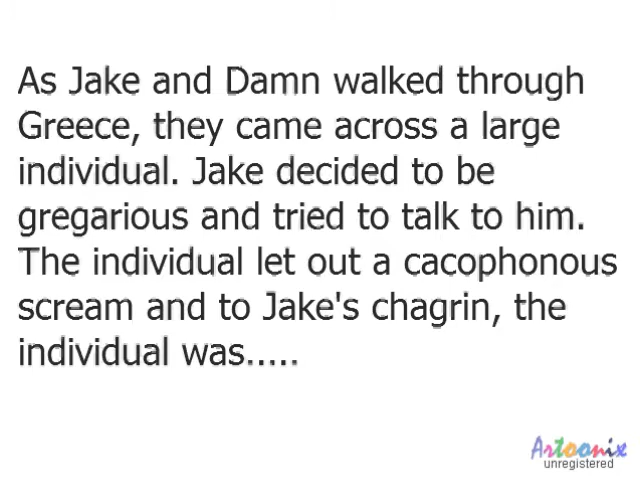 As Jake and Damn walked through
Greece, they came across a large
individual. Jake decided to be
gregarious and tried to talk to him.
The individual let out a cacophonous
scream and to Jake's chagrin, the
individual was.....
Artoonix
unregistered